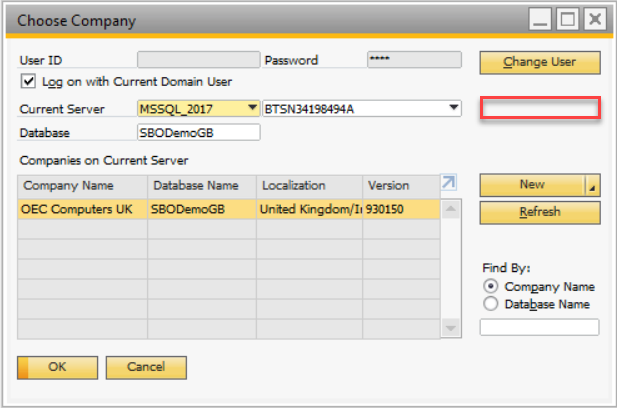 Choose Company
User ID Password **** Change User
Log on with Current Domain User
Current Server MSSQL_2017 BTSN34198494A
Database SBODemoGB
Companies on Current Server
Company Name Database Name Localization Version New
OEC Computers UK SBODemoGB United Kingdom/Ir 930150 Refresh
Find By:
Company Name
Database Name
OK Cancel